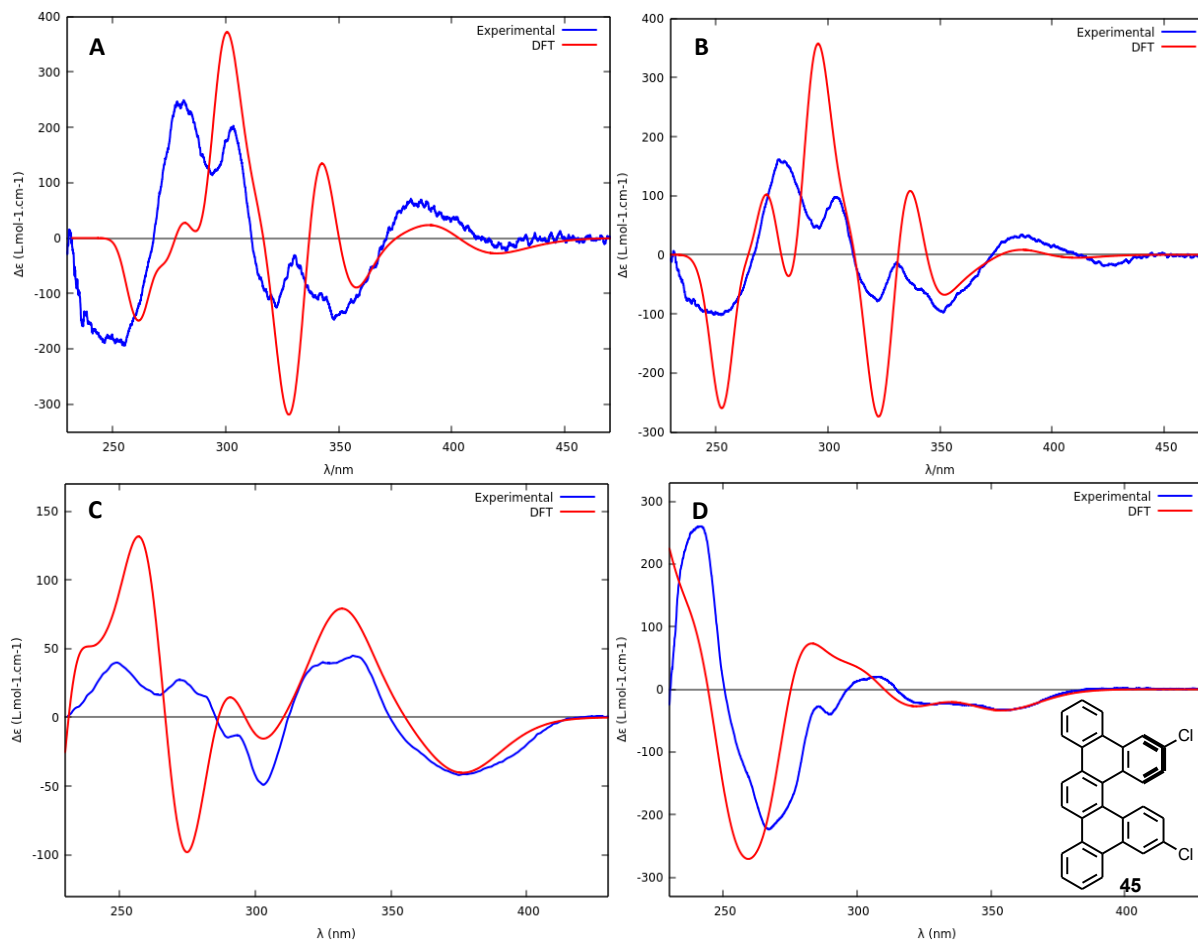 A
Experimental
DFT
400
300
200
100
0
-100
-200
-300
Δε (L.mol-1.cm-1)
250 300 350 400 450
λ/nm
B
Experimental
DFT
400
300
200
100
0
-100
-200
-300
Δε (L.mol-1.cm-1)
250 300 350 400 450
λ/nm
C
Experimental
DFT
150
100
50
0
-50
-100
Δε (L.mol-1.cm-1)
250 300 350 400
λ (nm)
D
Experimental
DFT
300
200
100
0
-100
-200
-300
Δε (L.mol-1.cm-1)
Cl
Cl
45
250 300 350 400
λ (nm)